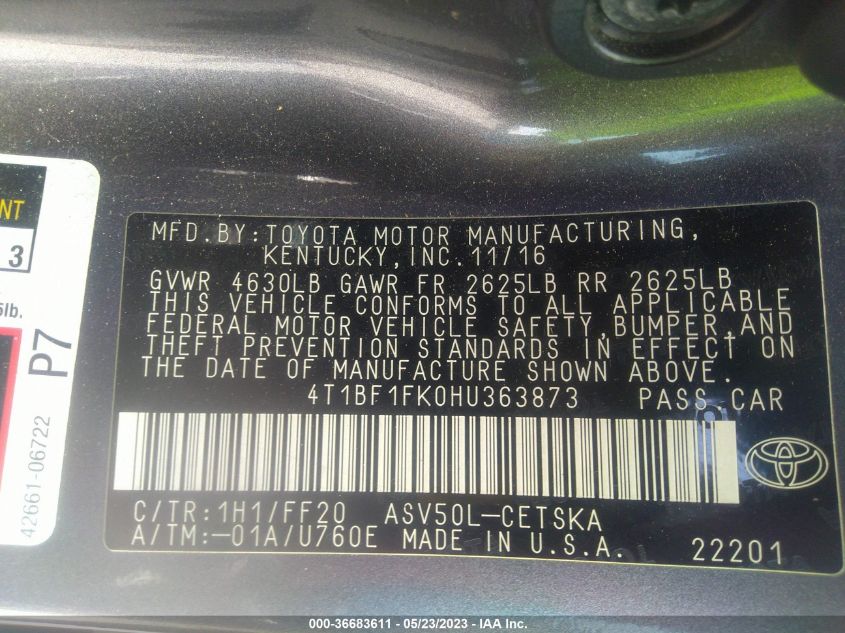 NT
3
5lb.
P7
42661-06722
MFD.BY:TOYOTA MOTOR MANUFACTURING,
KENTUCKY, INC. 11/16
GVWR 4630LB GAWR FR 2625LB RR 2625LB
THIS VEHICLE CONFORMS TO ALL APPLICABLE
FEDERAL MOTOR VEHICLE SAFETY, BUMPER, AND
THEFT PREVENTION STANDARDS IN EFFECT ON
THE DATE OF MANUFACTURE SHOWN ABOVE.
4T1BF1FK0HU363873 PASS CAR
C/TR:1H1/FF20 ASV50L-CETSKA
A/TM:-01A/U760E MADE IN U.S.A. 22201
000-36683611 - 05/23/2023 - IAA Inc.